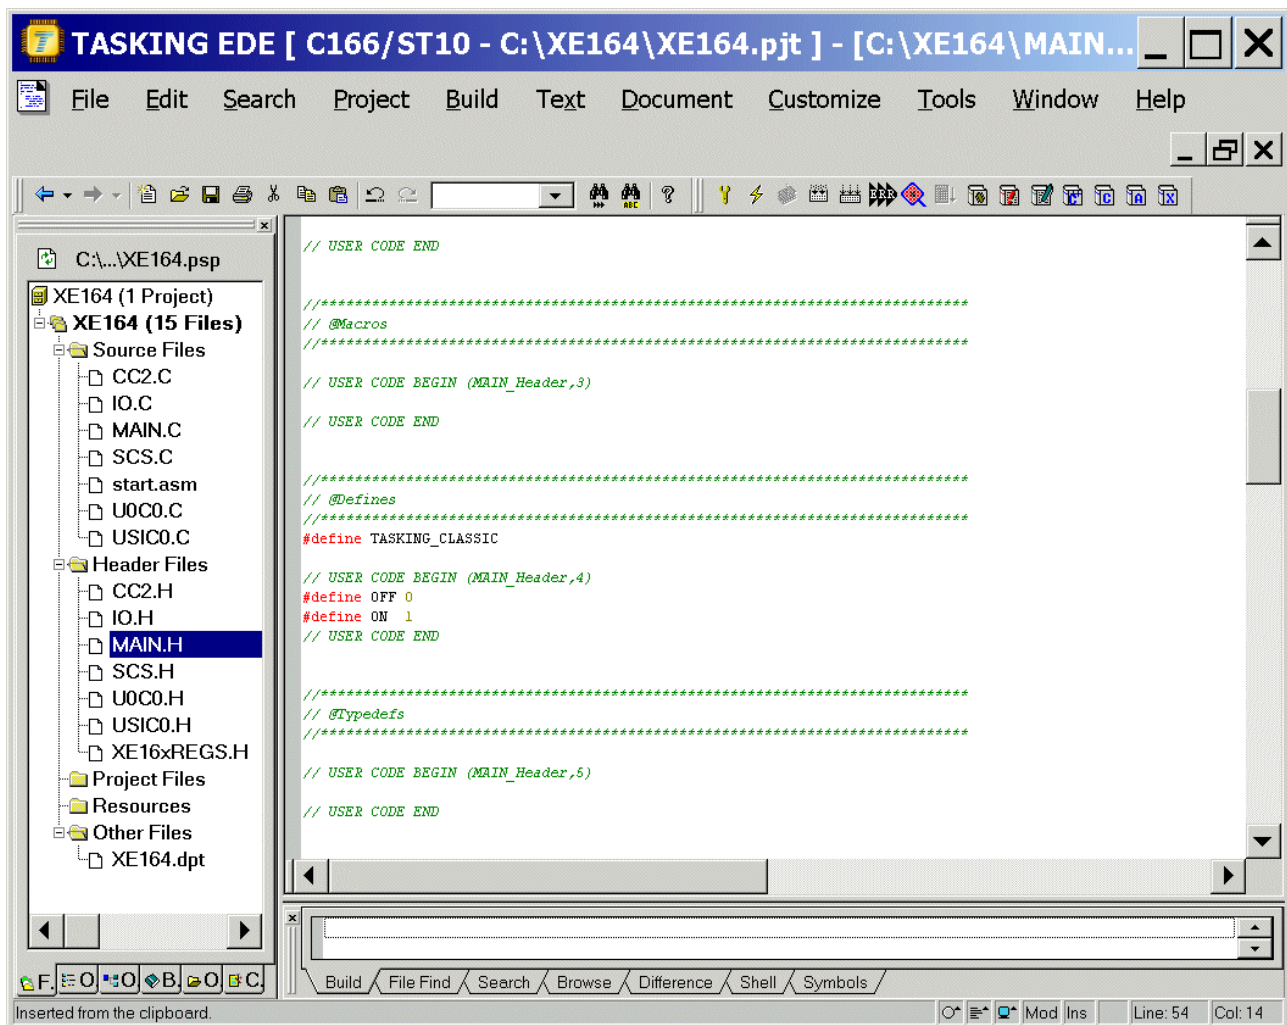 TASKING EDE [ C166/ST10 - C:\XE164\XE164.pjt ] - [C:\XE164\MAIN...
File Edit Search Project Build Text Document Customize Tools Window Help
C:\...\XE164.psp
XE164 (1 Project)
XE164 (15 Files)
Source Files
CC2.C
IO.C
MAIN.C
SCS.C
start.asm
U0C0.C
USIC0.C
Header Files
CC2.H
IO.H
MAIN.H
SCS.H
U0C0.H
USIC0.H
XE16xREGS.H
Project Files
Resources
Other Files
XE164.dpt
F. O O B. O C.
// USER CODE END
//****************************************************************************
// @Macros
//****************************************************************************
// USER CODE BEGIN (MAIN_Header,3)
// USER CODE END
//****************************************************************************
// @Defines
//****************************************************************************
#define TASKING_CLASSIC
// USER CODE BEGIN (MAIN_Header,4)
#define OFF 0
#define ON 1
// USER CODE END
//****************************************************************************
// @Typedefs
//****************************************************************************
// USER CODE BEGIN (MAIN_Header,5)
// USER CODE END
Build File Find Search Browse Difference Shell Symbols
Inserted from the clipboard. Mod Ins Line: 54 Col: 14